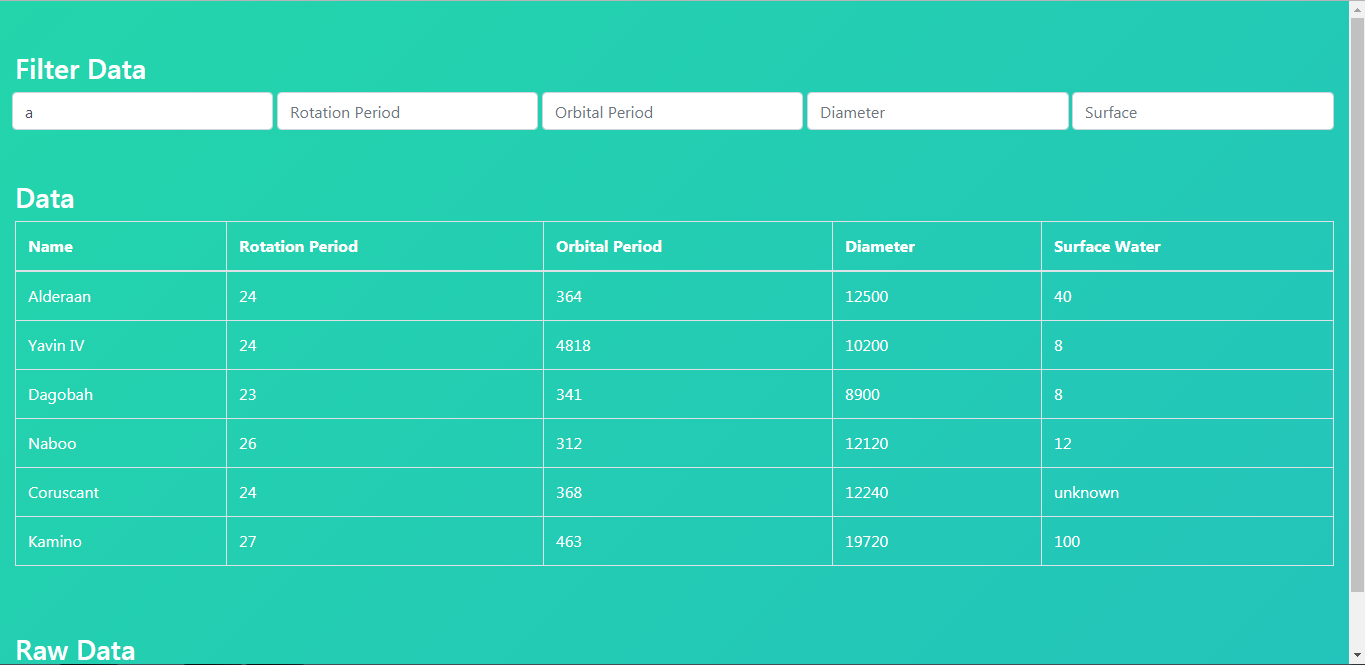 Filter Data
a Rotation Period Orbital Period Diameter Surface
Data
Name Rotation Period Orbital Period Diameter Surface Water
Alderaan 24 364 12500 40
Yavin IV 24 4818 10200 8
Dagobah 23 341 8900 8
Naboo 26 312 12120 12
Coruscant 24 368 12240 unknown
Kamino 27 463 19720 100
Raw Data